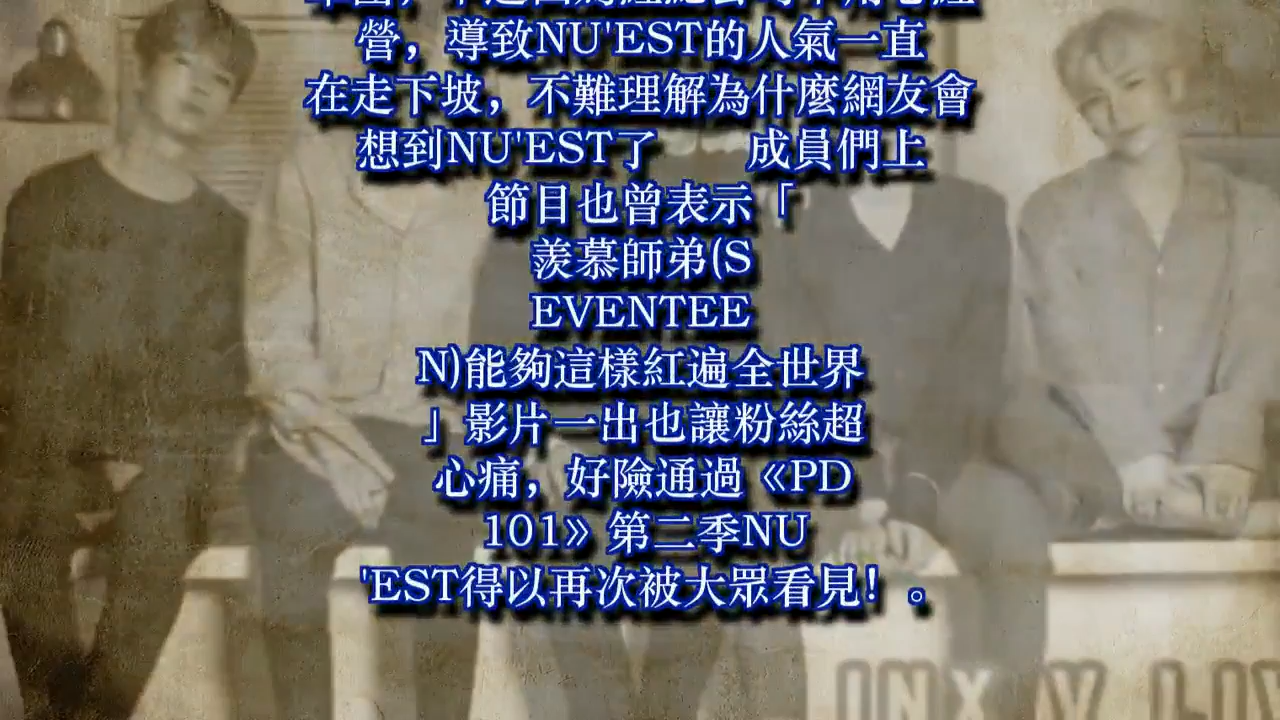 營，導致NU'EST的人氣一直
在走下坡，不難理解為什麼網友會
想到NU'EST了　　成員們上
節目也曾表示「
羨慕師弟(S
EVENTEE
N)能夠這樣紅遍全世界
」影片一出也讓粉絲超
心痛，好險通過《PD
101》第二季NU
'EST得以再次被大眾看見！。